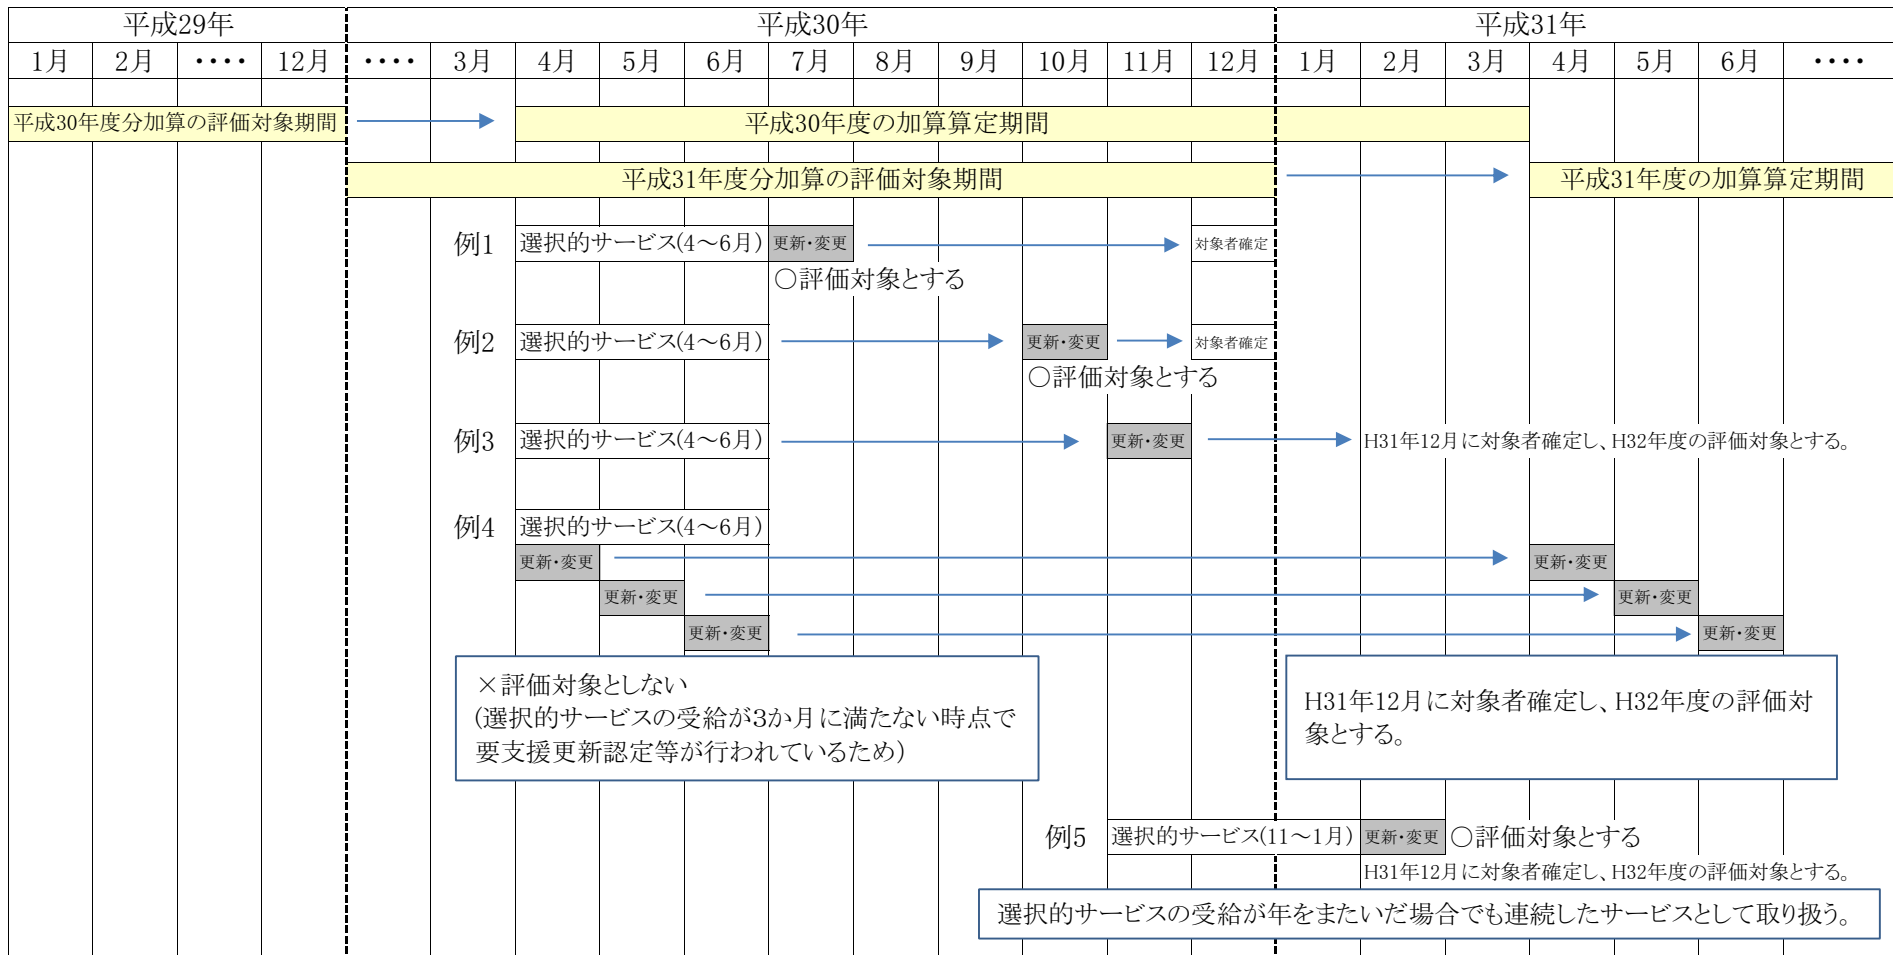 平成29年 平成30年 平成31年
1月 2月 ・・・・ 12月 ・・・・ 3月 4月 5月 6月 7月 8月 9月 10月 11月 12月 1月 2月 3月 4月 5月 6月 ・・・・
平成30年度分加算の評価対象期間 平成30年度の加算算定期間
平成31年度分加算の評価対象期間 平成31年度の加算算定期間
例1 選択的サービス(4～6月) 更新・変更 対象者確定
○評価対象とする
例2 選択的サービス(4～6月) 更新・変更 対象者確定
○評価対象とする
例3 選択的サービス(4～6月) 更新・変更 H31年12月に対象者確定し、H32年度の評価対象とする。
例4 選択的サービス(4～6月)
更新・変更 更新・変更
更新・変更 更新・変更
更新・変更 更新・変更
×評価対象としない
(選択的サービスの受給が3か月に満たない時点で
要支援更新認定等が行われているため)
H31年12月に対象者確定し、H32年度の評価対
象とする。
例5 選択的サービス(11～1月) 更新・変更 ○評価対象とする
H31年12月に対象者確定し、H32年度の評価対象とする。
選択的サービスの受給が年をまたいだ場合でも連続したサービスとして取り扱う。